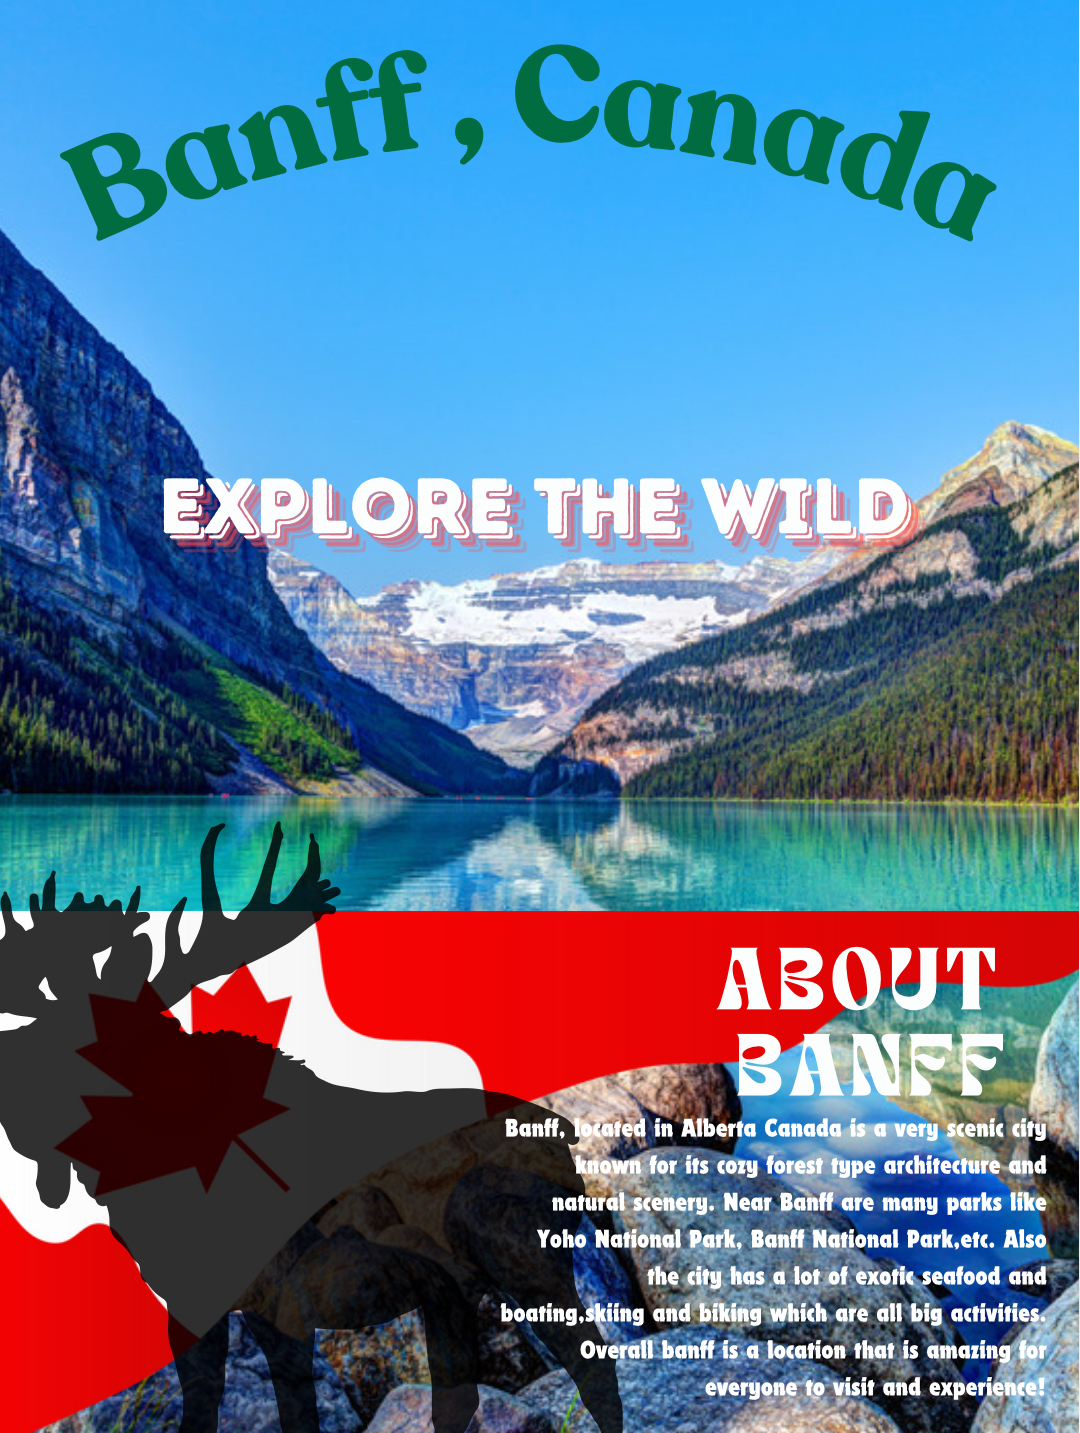 Banff, Canada
EXPLORE THE WILD
ABOUT
BANFF
Banff, located in Alberta Canada is a very scenic city
known for its cozy forest type architecture and
natural scenery. Near Banff are many parks like
Yoho National Park, Banff National Park,etc. Also
the city has a lot of exotic seafood and
boating,skiing and biking which are all big activities.
Overall banff is a location that is amazing for
everyone to visit and experience!